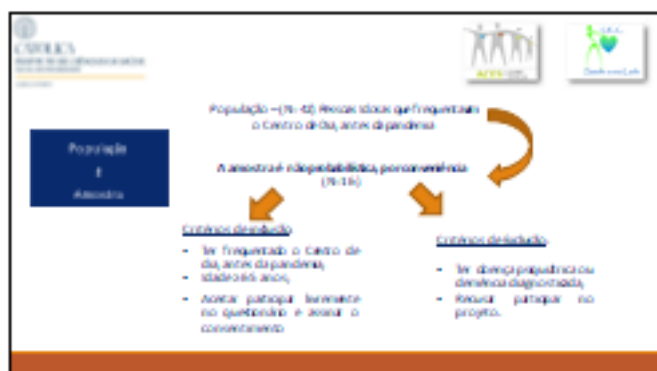 CATÓLICA
População – (N: 42) Pessoas idosas que frequentavam
o Centro de Dia, antes da pandemia
População
E
Amostra
A amostra é não probabilística, por conveniência
Critérios de inclusão:
- Ter frequentado o Centro de
dia, antes da pandemia;
- Idade ≥ 65 anos;
- Aceitar participar livremente
no questionário e assinar o
consentimento
Critérios de Exclusão:
- Ter doença psiquiátrica ou
demência diagnosticada;
- Recusar participar no
projeto.